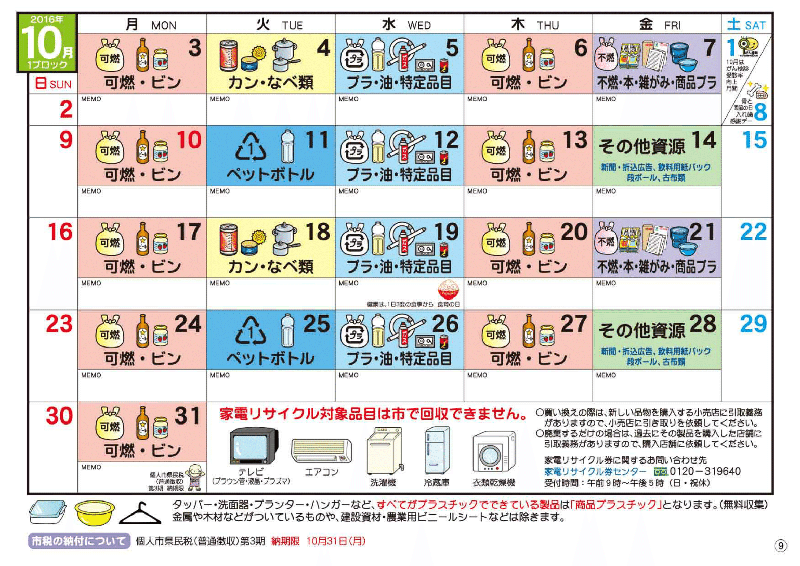 2016年
10月
1ブロック
月 MON
火 TUE
水 WED
木 THU
金 FRI
土 SAT
日 SUN
3
可燃
可燃・ビン
MEMO
4
カン・なべ類
MEMO
5
プラ
プラ・油・特定品目
MEMO
6
可燃
可燃・ビン
MEMO
7
不燃
不燃・本・雑がみ・商品プラ
MEMO
1
10月は
がん検診
受診率
向上
月間
2
8
9
10
可燃
可燃・ビン
MEMO
11
1
ペットボトル
MEMO
12
プラ
プラ・油・特定品目
MEMO
13
可燃
可燃・ビン
MEMO
14
その他資源
新聞・折込広告、飲料用紙パック
段ボール、古布類
MEMO
15
16
17
可燃
可燃・ビン
MEMO
18
カン・なべ類
MEMO
19
プラ
プラ・油・特定品目
MEMO
健康は、1日3膳の食事から 食育の日
20
可燃
可燃・ビン
MEMO
21
不燃
不燃・本・雑がみ・商品プラ
MEMO
22
23
24
可燃
可燃・ビン
MEMO
25
1
ペットボトル
MEMO
26
プラ
プラ・油・特定品目
MEMO
27
可燃
可燃・ビン
MEMO
28
その他資源
新聞・折込広告、飲料用紙パック
段ボール、古布類
MEMO
29
30
31
可燃
可燃・ビン
MEMO
個人市県民税
(普通徴収)
第3期 納期限
家電リサイクル対象品目は市で回収できません。
テレビ
(ブラウン管・液晶・プラズマ)
エアコン
洗濯機
冷蔵庫
衣類乾燥機
○買い換えの際は、新しい品物を購入する小売店に引取義務
がありますので、小売店に引き取りを依頼してください。
○廃棄するだけの場合は、過去にその製品を購入した店舗に
引取義務がありますので、購入店舗に依頼してください。
家電リサイクル券に関するお問い合わせ先
家電リサイクル券センター 0120−319640
受付時間：午前9時〜午後5時（日・祝休）
タッパー・洗面器・プランター・ハンガーなど、すべてがプラスチックでできている製品は「商品プラスチック」となります。（無料収集）
金属や木材などがついているものや、建設資材・農業用ビニールシートなどは除きます。
市税の納付について 個人市県民税(普通徴収)第3期 納期限 10月31日(月)
9